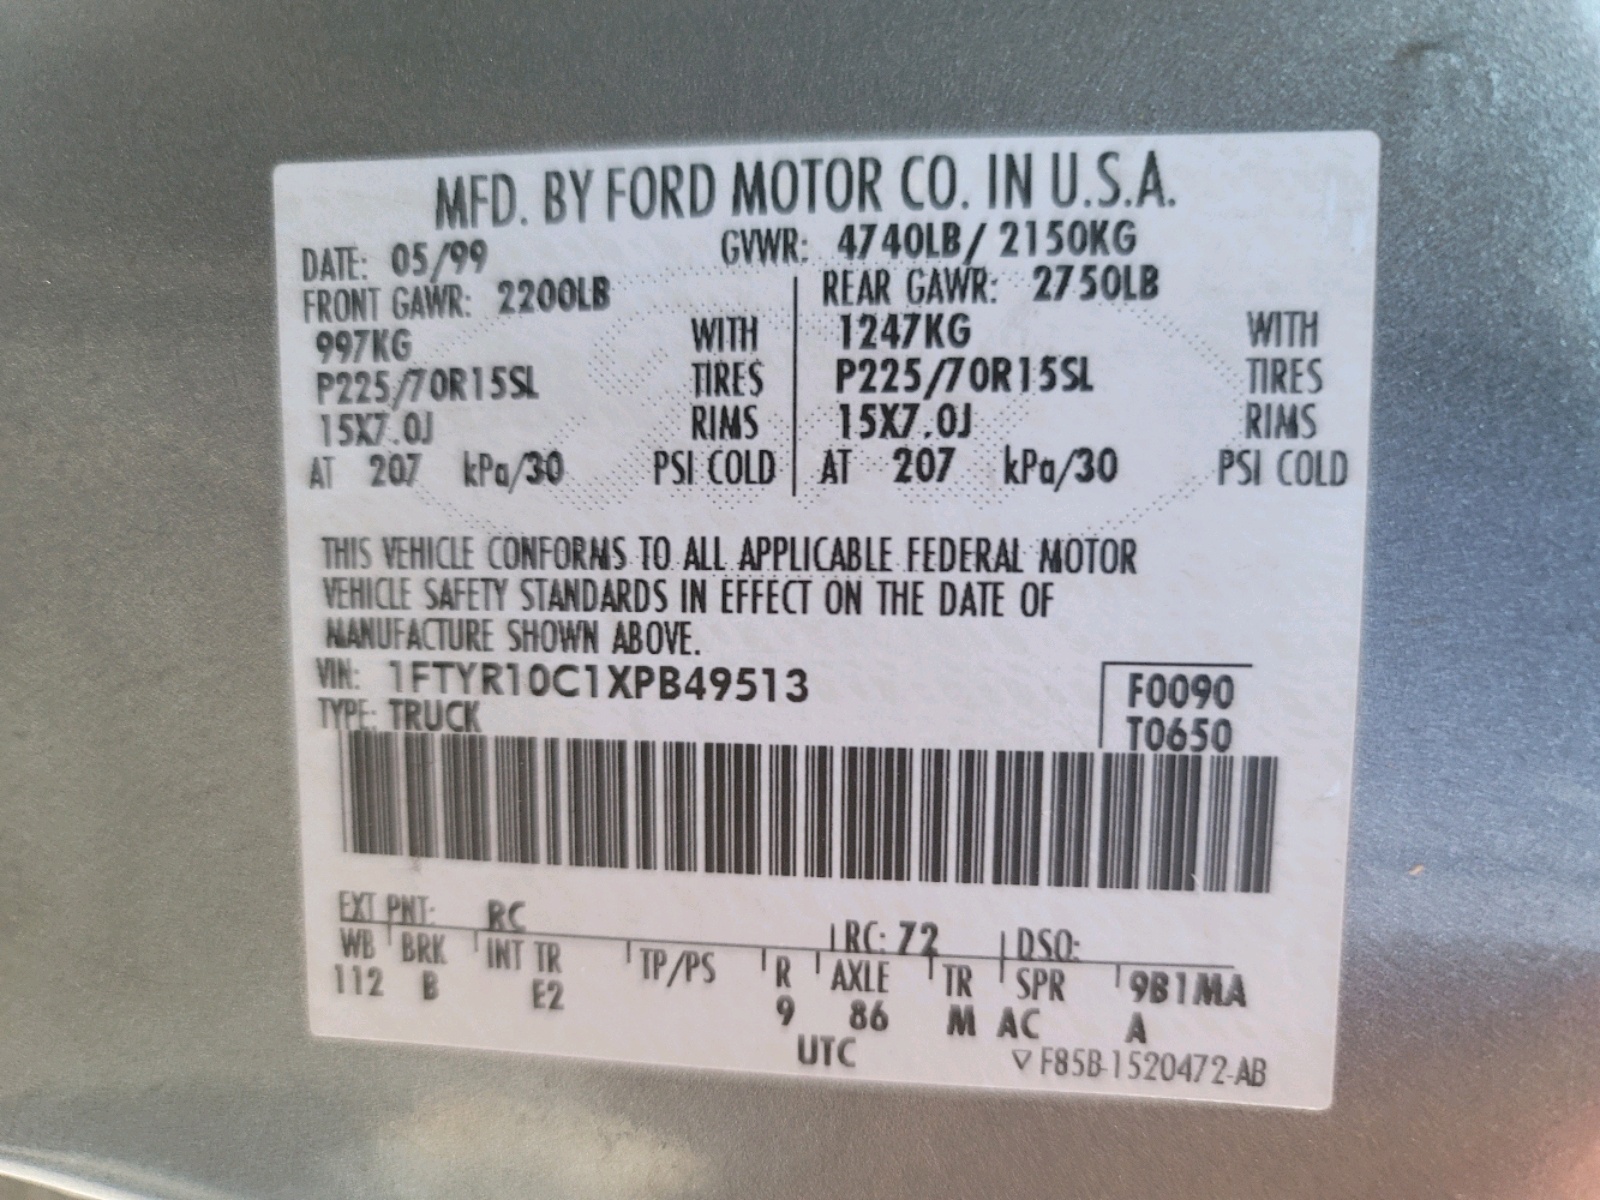 MFD. BY FORD MOTOR CO. IN U.S.A.
DATE: 05/99 GVWR: 4740LB/ 2150KG
FRONT GAWR: 2200LB REAR GAWR: 2750LB
997KG WITH 1247KG WITH
P225/70R15SL TIRES P225/70R15SL TIRES
15X7.0J RIMS 15X7.0J RIMS
AT 207 kPa/30 PSI COLD AT 207 kPa/30 PSI COLD
THIS VEHICLE CONFORMS TO ALL APPLICABLE FEDERAL MOTOR
VEHICLE SAFETY STANDARDS IN EFFECT ON THE DATE OF
MANUFACTURE SHOWN ABOVE.
VIN: 1FTYR10C1XPB49513 F0090
TYPE: TRUCK T0650
EXT PNT: RC RC: 72 DSO:
WB BRK INT TR TP/PS R AXLE TR SPR 9B1MA
112 B E2 9 86 M AC A
UTC ▽ F85B-1520472-AB